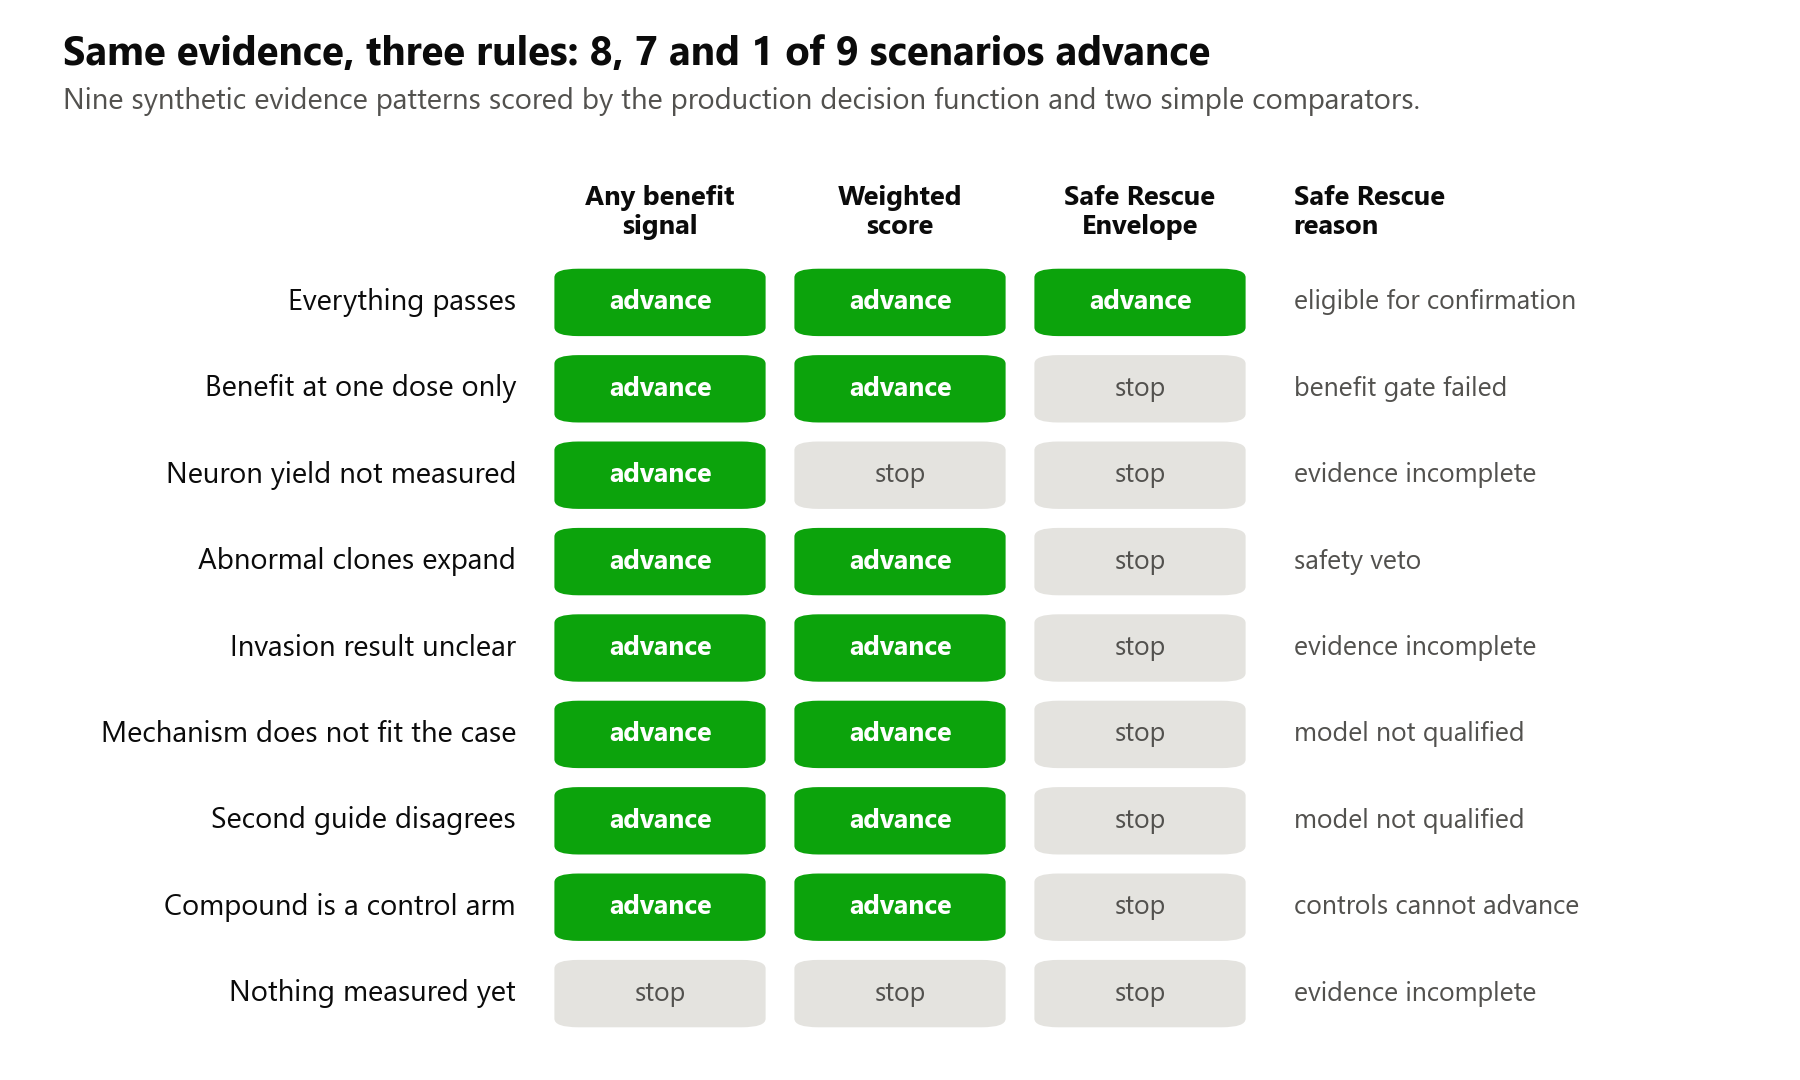 Same evidence, three rules: 8, 7 and 1 of 9 scenarios advance
Nine synthetic evidence patterns scored by the production decision function and two simple comparators.
Any benefit signal
Weighted score
Safe Rescue Envelope
Safe Rescue reason
Everything passes advance advance advance eligible for confirmation
Benefit at one dose only advance advance stop benefit gate failed
Neuron yield not measured advance stop stop evidence incomplete
Abnormal clones expand advance advance stop safety veto
Invasion result unclear advance advance stop evidence incomplete
Mechanism does not fit the case advance advance stop model not qualified
Second guide disagrees advance advance stop model not qualified
Compound is a control arm advance advance stop controls cannot advance
Nothing measured yet stop stop stop evidence incomplete